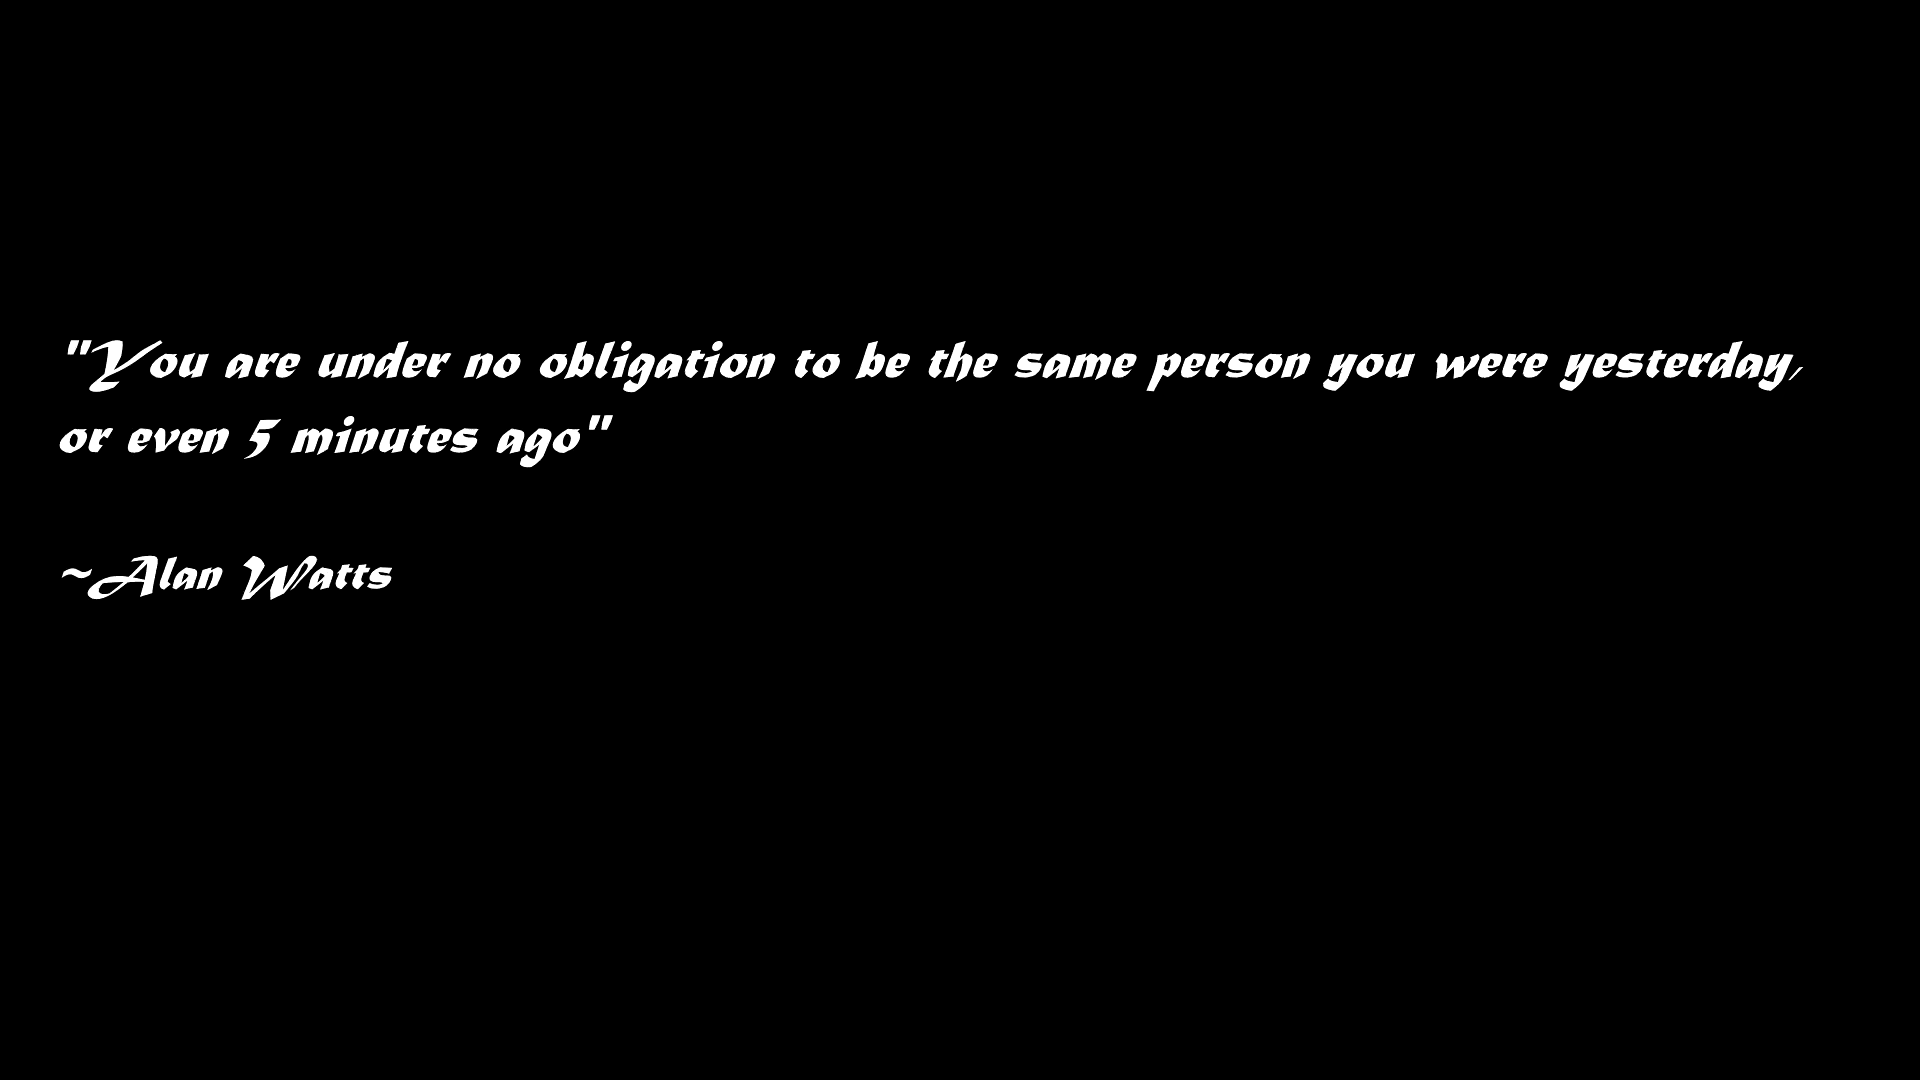 "You are under no obligation to be the same person you were yesterday,
or even 5 minutes ago"
~Alan Watts